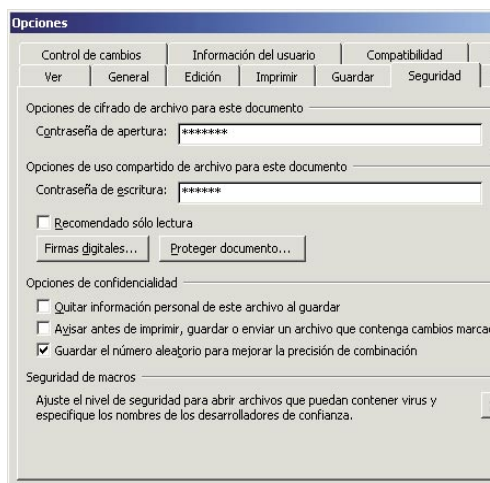 Opciones
Control de cambios Información del usuario Compatibilidad
Ver General Edición Imprimir Guardar Seguridad
Opciones de cifrado de archivo para este documento
Contraseña de apertura: *******
Opciones de uso compartido de archivo para este documento
Contraseña de escritura: ******
Recomendado sólo lectura
Firmas digitales... Proteger documento...
Opciones de confidencialidad
Quitar información personal de este archivo al guardar
Avisar antes de imprimir, guardar o enviar un archivo que contenga cambios marca
Guardar el número aleatorio para mejorar la precisión de combinación
Seguridad de macros
Ajuste el nivel de seguridad para abrir archivos que puedan contener virus y
especifique los nombres de los desarrolladores de confianza.